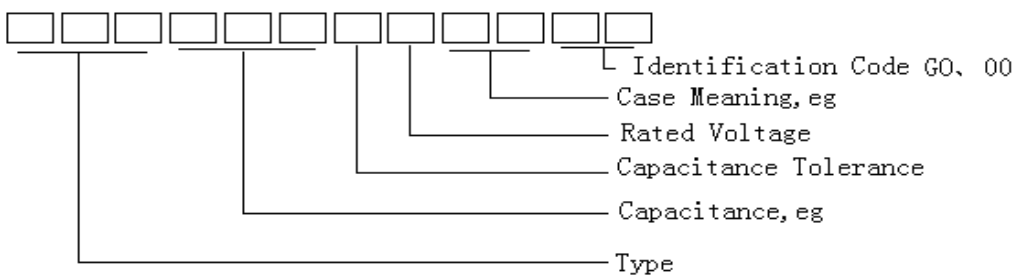 Identification Code GO、00
Case Meaning,eg
Rated Voltage
Capacitance Tolerance
Capacitance,eg
Type